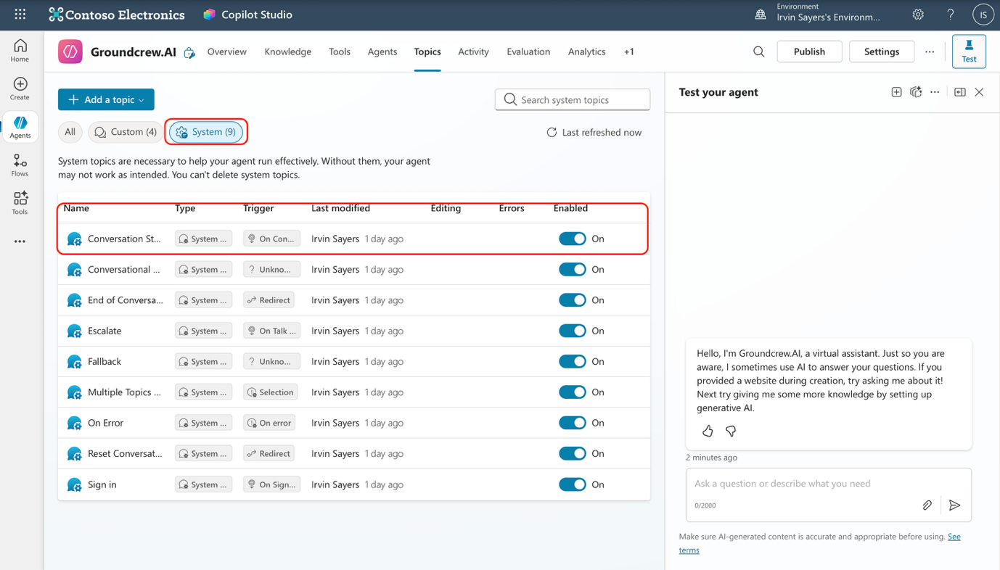 Contoso Electronics
Copilot Studio
Environment
Irvin Sayers's Environm...
?
IS
Home
Create
Agents
Flows
Tools
Groundcrew.AI
Overview
Knowledge
Tools
Agents
Topics
Activity
Evaluation
Analytics
+1
Publish
Settings
Test
Add a topic
Search system topics
All
Custom (4)
System (9)
Last refreshed now
System topics are necessary to help your agent run effectively. Without them, your agent
may not work as intended. You can't delete system topics.
Name Type Trigger Last modified Editing Errors Enabled
Conversation St... System ... On Con... Irvin Sayers 1 day ago On
Conversational ... System ... ? Unkno... Irvin Sayers 1 day ago On
End of Conversa... System ... Redirect Irvin Sayers 1 day ago On
Escalate System ... On Talk ... Irvin Sayers 1 day ago On
Fallback System ... ? Unkno... Irvin Sayers 1 day ago On
Multiple Topics ... System ... Selection Irvin Sayers 1 day ago On
On Error System ... On error Irvin Sayers 1 day ago On
Reset Conversat... System ... Redirect Irvin Sayers 1 day ago On
Sign in System ... On Sign... Irvin Sayers 1 day ago On
Test your agent
Hello, I'm Groundcrew.AI, a virtual assistant. Just so you are
aware, I sometimes use AI to answer your questions. If you
provided a website during creation, try asking me about it!
Next try giving me some more knowledge by setting up
generative AI.
2 minutes ago
Ask a question or describe what you need
0/2000
Make sure AI-generated content is accurate and appropriate before using. See
terms